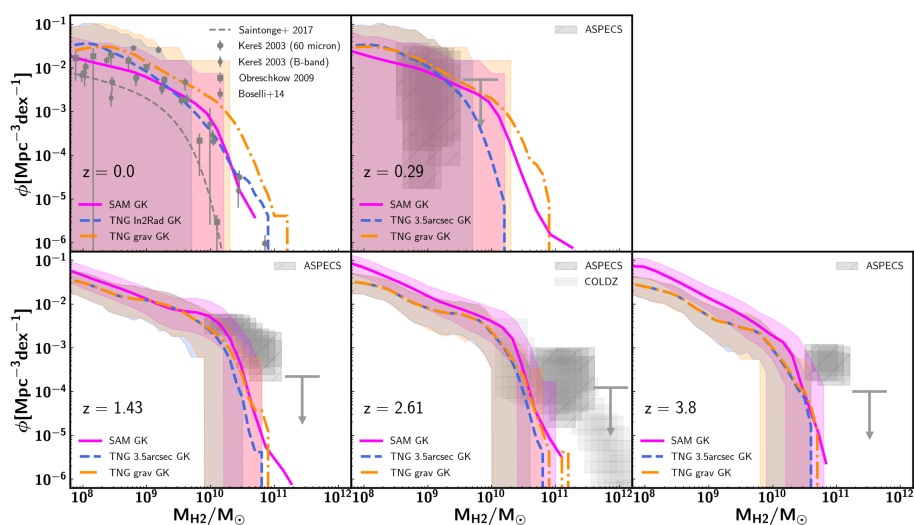 ϕ[Mpc⁻³dex⁻¹]
10⁻¹
10⁻²
10⁻³
10⁻⁴
10⁻⁵
10⁻⁶
Saintonge+ 2017
Kereš 2003 (60 micron)
Kereš 2003 (B-band)
Obreschkow 2009
Boselli+14
z = 0.0
SAM GK
TNG In2Rad GK
TNG grav GK
ASPECS
z = 0.29
SAM GK
TNG 3.5arcsec GK
TNG grav GK
ϕ[Mpc⁻³dex⁻¹]
10⁻¹
10⁻²
10⁻³
10⁻⁴
10⁻⁵
10⁻⁶
ASPECS
z = 1.43
SAM GK
TNG 3.5arcsec GK
TNG grav GK
10⁸ 10⁹ 10¹⁰ 10¹¹ 10¹²
M_H2/M_⊙
ASPECS
COLDZ
z = 2.61
SAM GK
TNG 3.5arcsec GK
TNG grav GK
10⁸ 10⁹ 10¹⁰ 10¹¹ 10¹²
M_H2/M_⊙
ASPECS
z = 3.8
SAM GK
TNG 3.5arcsec GK
TNG grav GK
10⁸ 10⁹ 10¹⁰ 10¹¹ 10¹²
M_H2/M_⊙